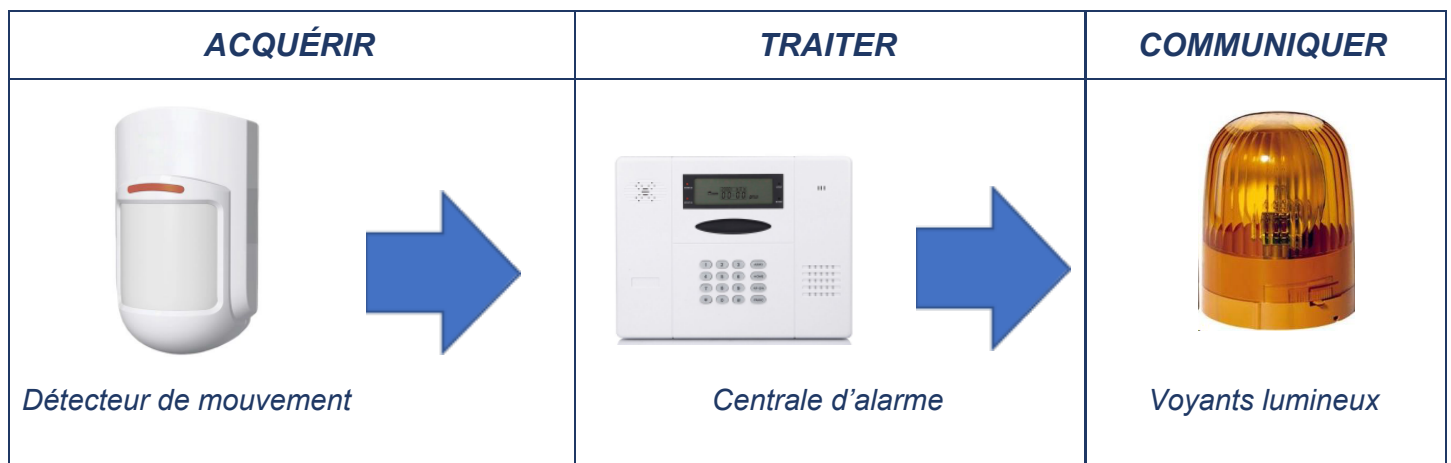 ACQUÉRIR
TRAITER
COMMUNIQUER
Détecteur de mouvement
Centrale d’alarme
Voyants lumineux